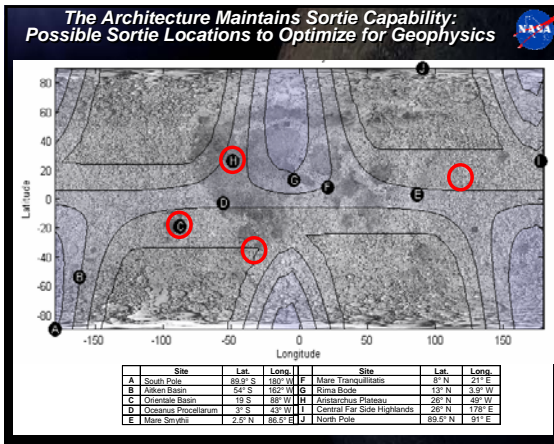 The Architecture Maintains Sortie Capability:
Possible Sortie Locations to Optimize for Geophysics
NASA
J
80
60
40
20
0
-20
-40
-60
-80
Latitude
H
I
G
F
E
D
C
B
A
-150 -100 -50 0 50 100 150
Longitude
Site Lat. Long. Site Lat. Long.
A South Pole 89.9° S 180° W F Mare Tranquillitatis 8° N 21° E
B Aitken Basin 54° S 162° W G Rima Bode 13° N 3.9° W
C Orientale Basin 19 S 88° W H Aristarchus Plateau 26° N 49° W
D Oceanus Procellarum 3° S 43° W I Central Far Side Highlands 26° N 178° E
E Mare Smythii 2.5° N 86.5° E J North Pole 89.5° N 91° E